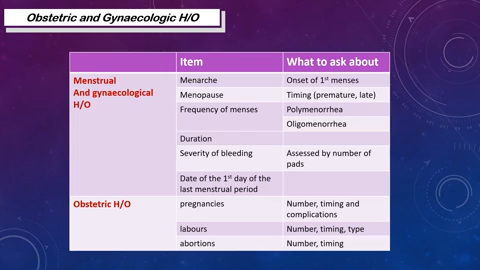 Obstetric and Gynaecologic H/O
Item
What to ask about
Menstrual
And gynaecological
H/O
Menarche
Onset of 1st menses
Menopause
Timing (premature, late)
Frequency of menses
Polymenorrhea
Oligomenorrhea
Duration
Severity of bleeding
Assessed by number of
pads
Date of the 1st day of the
last menstrual period
Obstetric H/O
pregnancies
Number, timing and
complications
labours
Number, timing, type
abortions
Number, timing